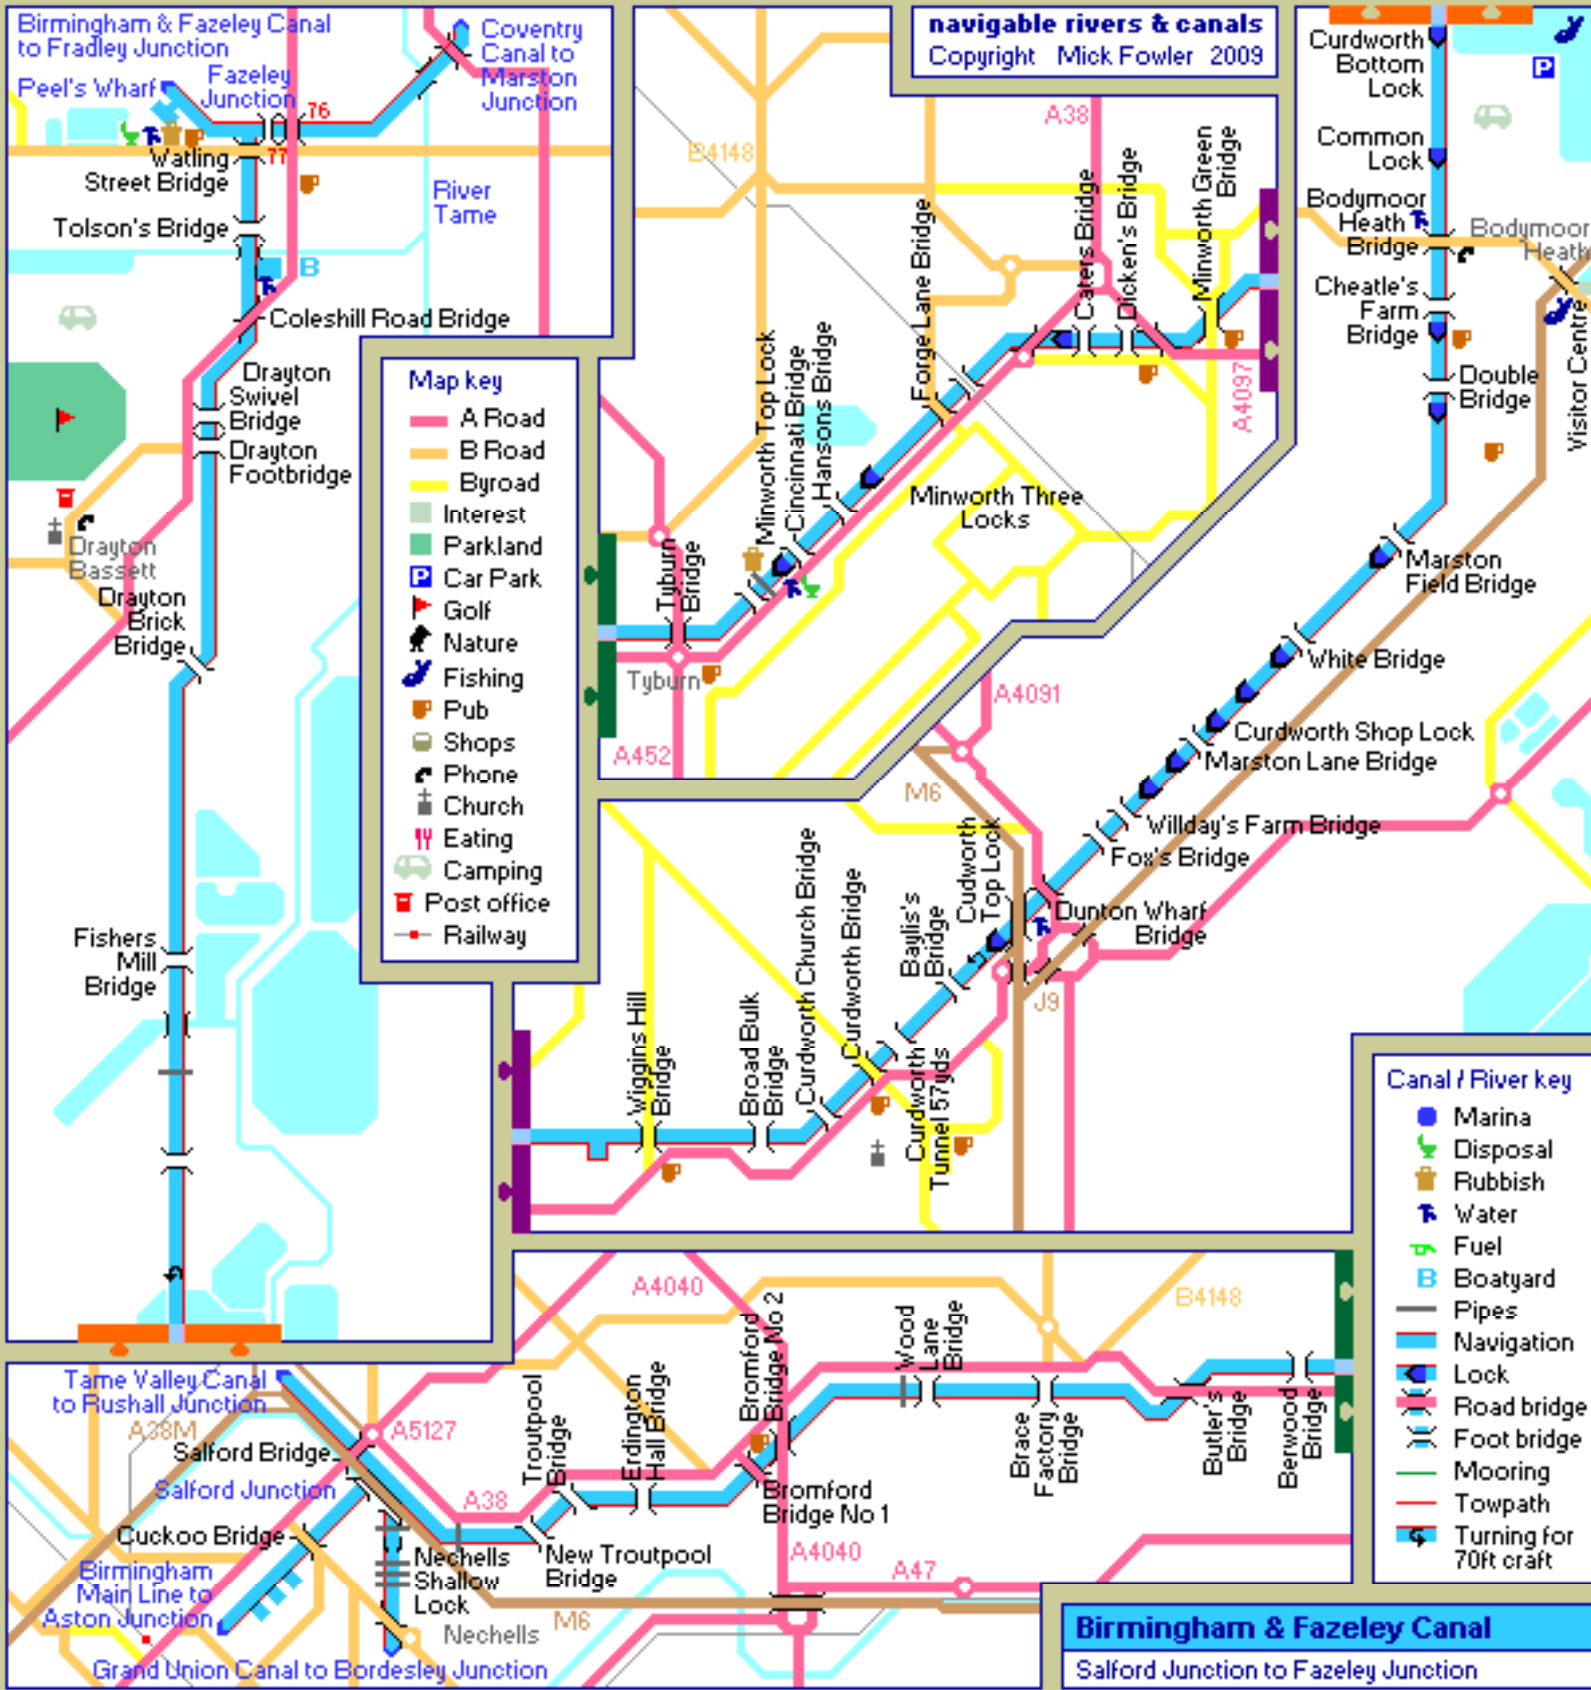 Birmingham & Fazeley Canal
to Fradley Junction
Peel's Wharf
Fazeley
Junction
Coventry
Canal to
Marston
Junction
76
77
Watling
Street Bridge
River
Tame
Tolson's Bridge
B
Coleshill Road Bridge
Drayton
Swivel
Bridge
Drayton
Footbridge
Drayton
Bassett
Drayton
Brick
Bridge
Fishers
Mill
Bridge
Map key
A Road
B Road
Byroad
Interest
Parkland
P Car Park
Golf
Nature
Fishing
Pub
Shops
Phone
Church
Eating
Camping
Post office
Railway
navigable rivers & canals
Copyright Mick Fowler 2009
B4148
A38
Minworth Green
Bridge
Dicken's Bridge
Caters Bridge
Forge Lane Bridge
A4097
Hansons Bridge
Cincinnati Bridge
Minworth Top Lock
Minworth Three
Locks
Tyburn
Bridge
Tyburn
A452
Curdworth
Bottom
Lock
P
Common
Lock
Bodymoor
Heath
Bridge
Bodymoor
Heath
Cheatle's
Farm
Bridge
Visitor Centre
Double
Bridge
Marston
Field Bridge
White Bridge
Curdworth Shop Lock
Marston Lane Bridge
Willday's Farm Bridge
Fox's Bridge
A4091
M6
Cudworth
Top Lock
Dunton Wharf
Bridge
J9
Baylis's
Bridge
Curdworth
Tunnel 57yds
Curdworth Bridge
Curdworth Church Bridge
Broad Bulk
Bridge
Wiggins Hill
Bridge
Canal / River key
Marina
Disposal
Rubbish
Water
Fuel
B Boatyard
Pipes
Navigation
Lock
Road bridge
Foot bridge
Mooring
Towpath
Turning for
70ft craft
Tame Valley Canal
to Rushall Junction
A38M
Salford Bridge
Salford Junction
A5127
Cuckoo Bridge
Birmingham
Main Line to
Aston Junction
Grand Union Canal to Bordesley Junction
Nechells
Shallow
Lock
Nechells
A38
Troutpool
Bridge
New Troutpool
Bridge
Erdington
Hall Bridge
A4040
Bromford
Bridge No 2
Bromford
Bridge No 1
A4040
M6
A47
Wood
Lane
Bridge
Brace
Factory
Bridge
B4148
Butler's
Bridge
Berwood
Bridge
Birmingham & Fazeley Canal
Salford Junction to Fazeley Junction